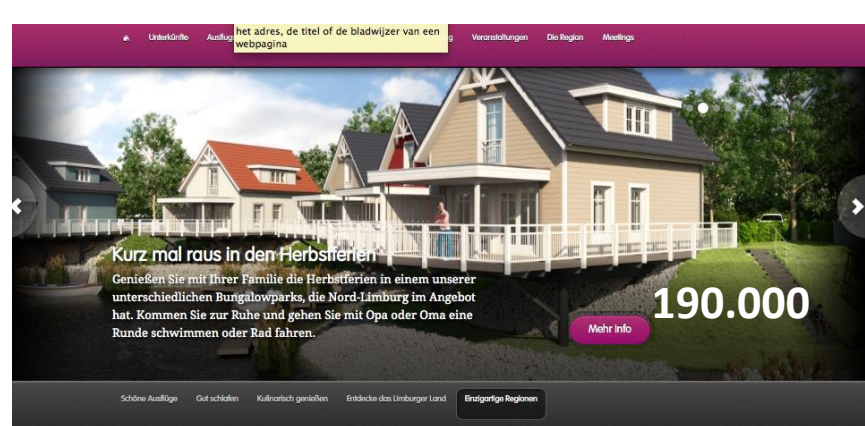 Unterkünfte
het adres, de titel of de bladwijzer van een
webpagina
Veranstaltungen Die Region Meetings
Kurz mal raus in den Herbstferien
Genießen Sie mit Ihrer Familie die Herbstferien in einem unserer
unterschiedlichen Bungalowparks, die Nord-Limburg im Angebot
hat. Kommen Sie zur Ruhe und gehen Sie mit Opa oder Oma eine
Runde schwimmen oder Rad fahren.
Mehr Info
190.000
Schöne Ausflüge Gut schlafen Kulinarisch genießen Entdecke das Limburger Land Einzigartige Regionen